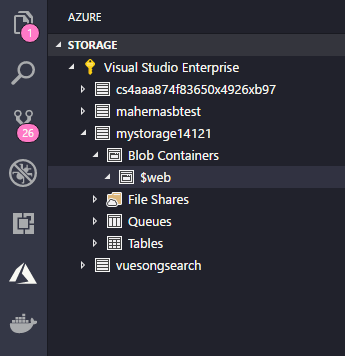 AZURE
1
STORAGE
Visual Studio Enterprise
cs4aaa874f83650x4926xb97
mahernasbtest
26
mystorage14121
Blob Containers
$web
File Shares
Queues
Tables
vuesongsearch